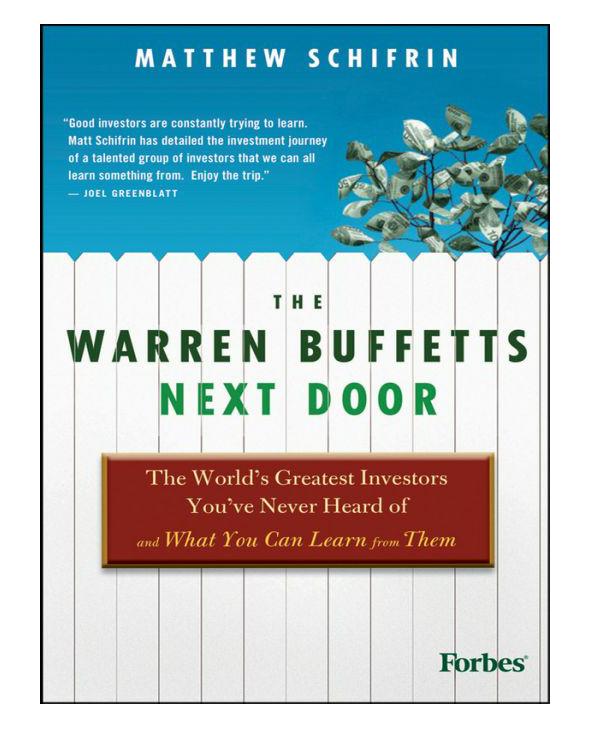 MATTHEW SCHIFRIN
“Good investors are constantly trying to learn.
Matt Schifrin has detailed the investment journey
of a talented group of investors that we can all
learn something from. Enjoy the trip.”
— JOEL GREENBLATT
THE
WARREN BUFFETTS
NEXT DOOR
The World’s Greatest Investors
You’ve Never Heard of
and What You Can Learn from Them
Forbes®